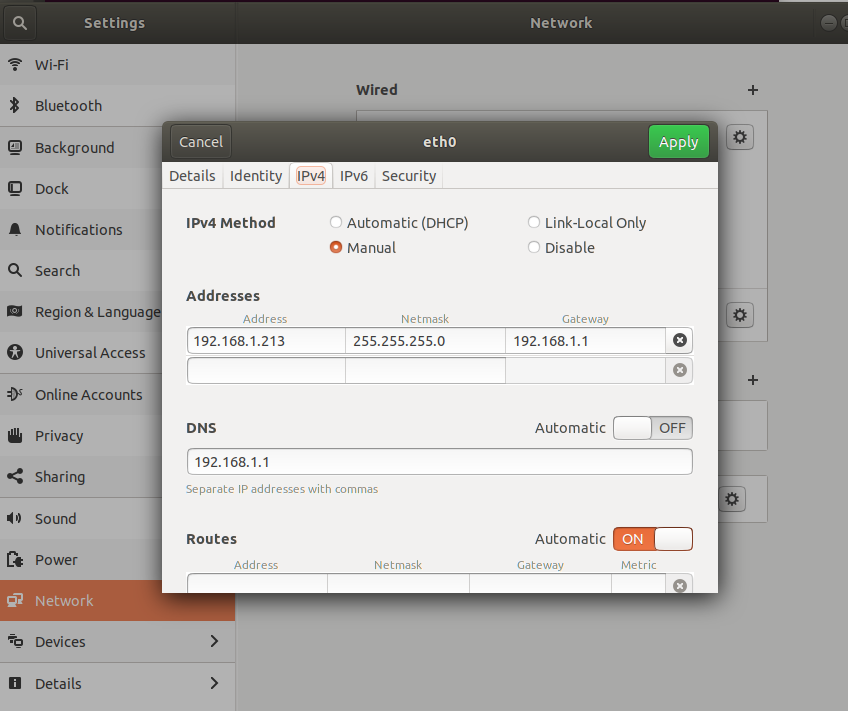 Settings
Network
Wi-Fi
Bluetooth
Background
Dock
Notifications
Search
Region & Language
Universal Access
Online Accounts
Privacy
Sharing
Sound
Power
Network
Devices
Details
Wired
Cancel
eth0
Apply
Details Identity IPv4 IPv6 Security
IPv4 Method
Automatic (DHCP)
Link-Local Only
Manual
Disable
Addresses
Address Netmask Gateway
192.168.1.213 255.255.255.0 192.168.1.1
DNS
Automatic OFF
192.168.1.1
Separate IP addresses with commas
Routes
Automatic ON
Address Netmask Gateway Metric